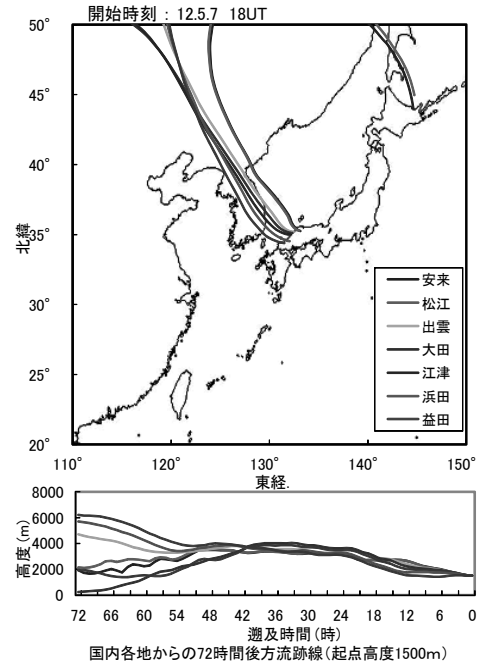 開始時刻 : 12.5.7 18UT
50°
45°
40°
35°
30°
25°
20°
北緯
安来
松江
出雲
大田
江津
浜田
益田
110° 120° 130° 140° 150°
東経.
8000
6000
4000
2000
0
高度(m)
72 66 60 54 48 42 36 30 24 18 12 6 0
遡及時間(時)
国内各地からの72時間後方流跡線(起点高度1500m)